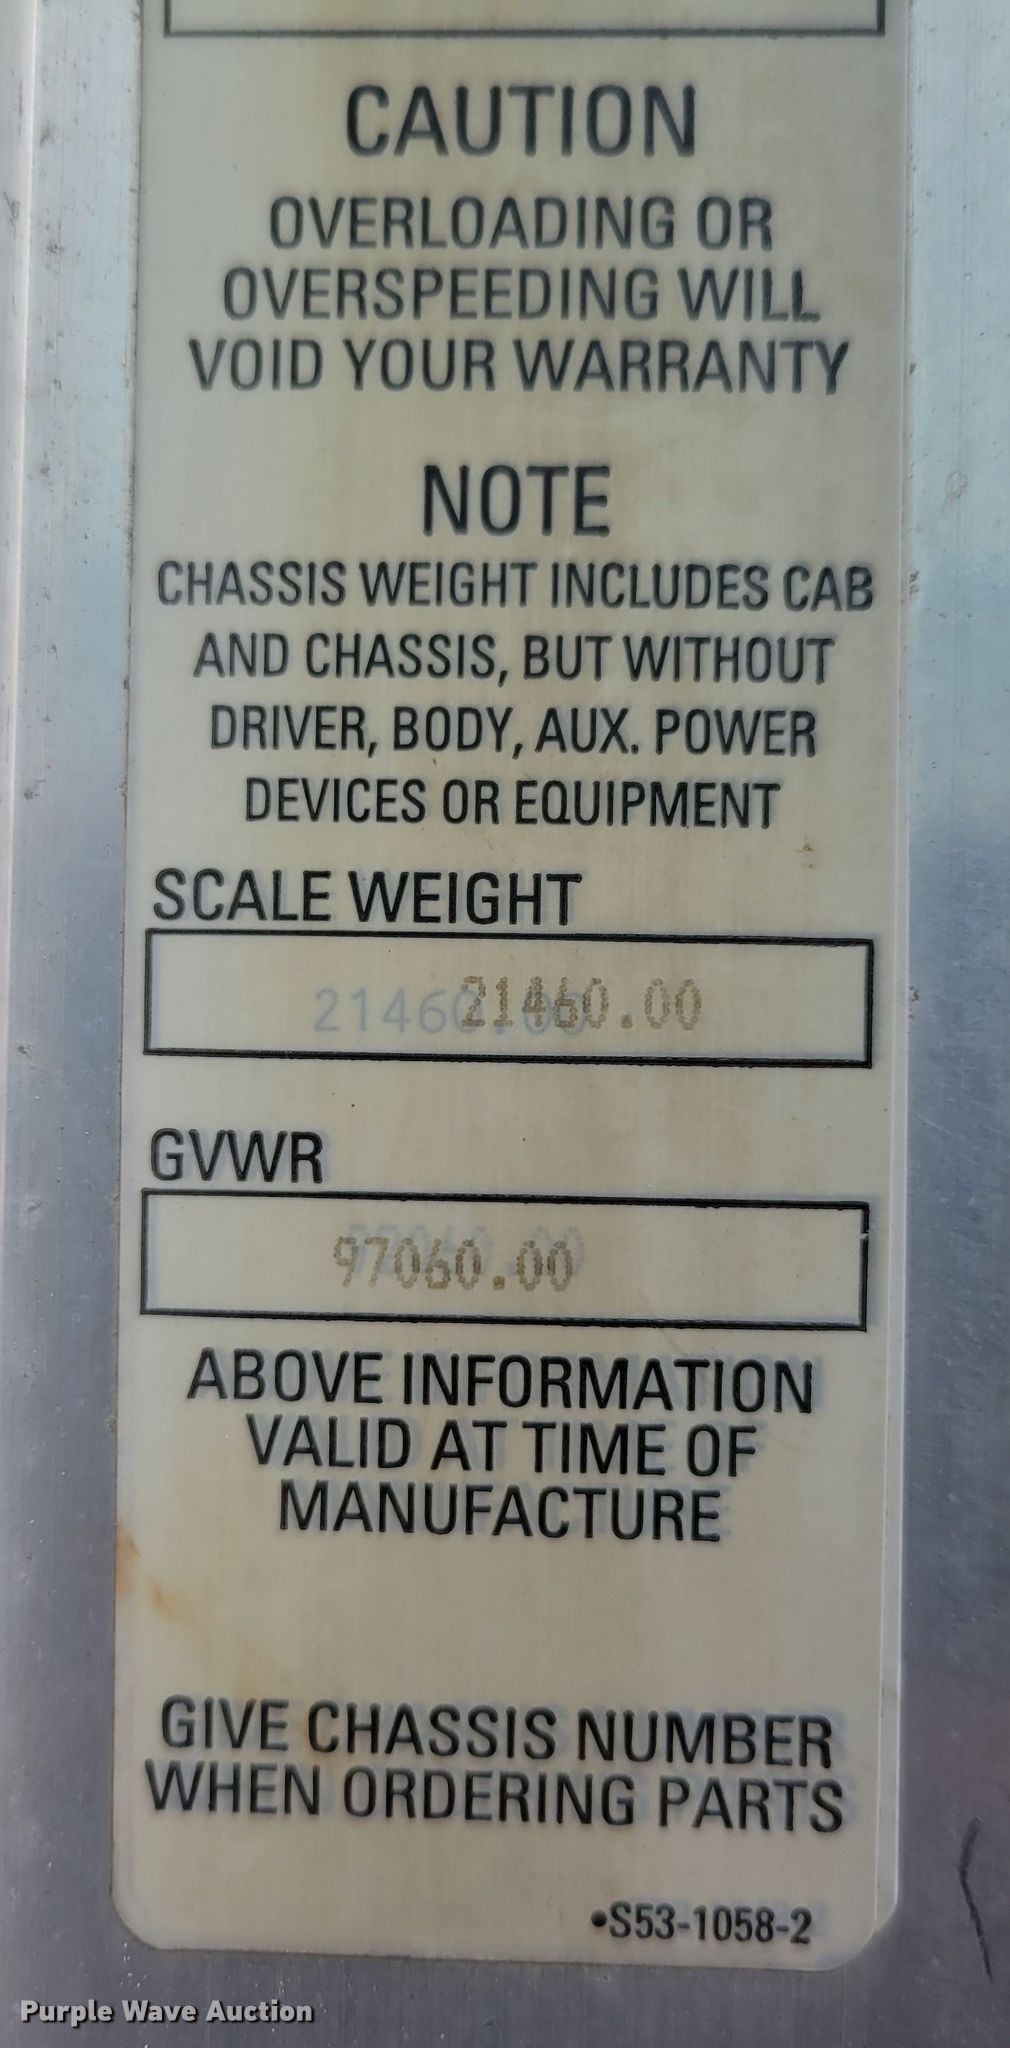 CAUTION
OVERLOADING OR
OVERSPEEDING WILL
VOID YOUR WARRANTY
NOTE
CHASSIS WEIGHT INCLUDES CAB
AND CHASSIS, BUT WITHOUT
DRIVER, BODY, AUX. POWER
DEVICES OR EQUIPMENT
SCALE WEIGHT
21460.00
GVWR
97060.00
ABOVE INFORMATION
VALID AT TIME OF
MANUFACTURE
GIVE CHASSIS NUMBER
WHEN ORDERING PARTS
•S53-1058-2
Purple Wave Auction